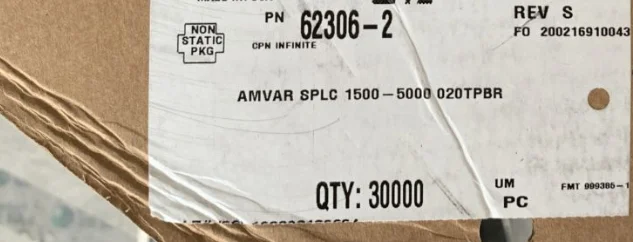 PN 62306-2
REV S
FO 200216910043
NON
STATIC
PKG
CPN INFINITE
AMVAR SPLC 1500-5000 020TPBR
QTY: 30000
UM
PC
FMT 999385-1